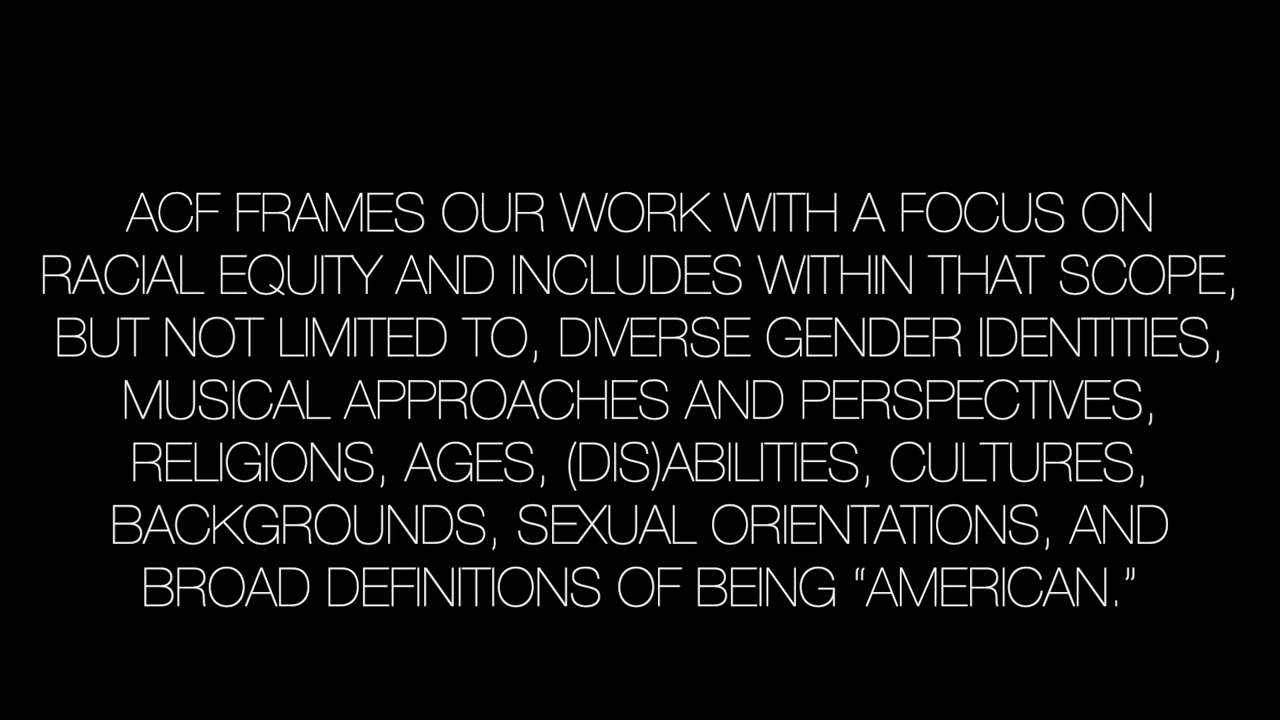 ACF FRAMES OUR WORK WITH A FOCUS ON
RACIAL EQUITY AND INCLUDES WITHIN THAT SCOPE,
BUT NOT LIMITED TO, DIVERSE GENDER IDENTITIES,
MUSICAL APPROACHES AND PERSPECTIVES,
RELIGIONS, AGES, (DIS)ABILITIES, CULTURES,
BACKGROUNDS, SEXUAL ORIENTATIONS, AND
BROAD DEFINITIONS OF BEING “AMERICAN.”